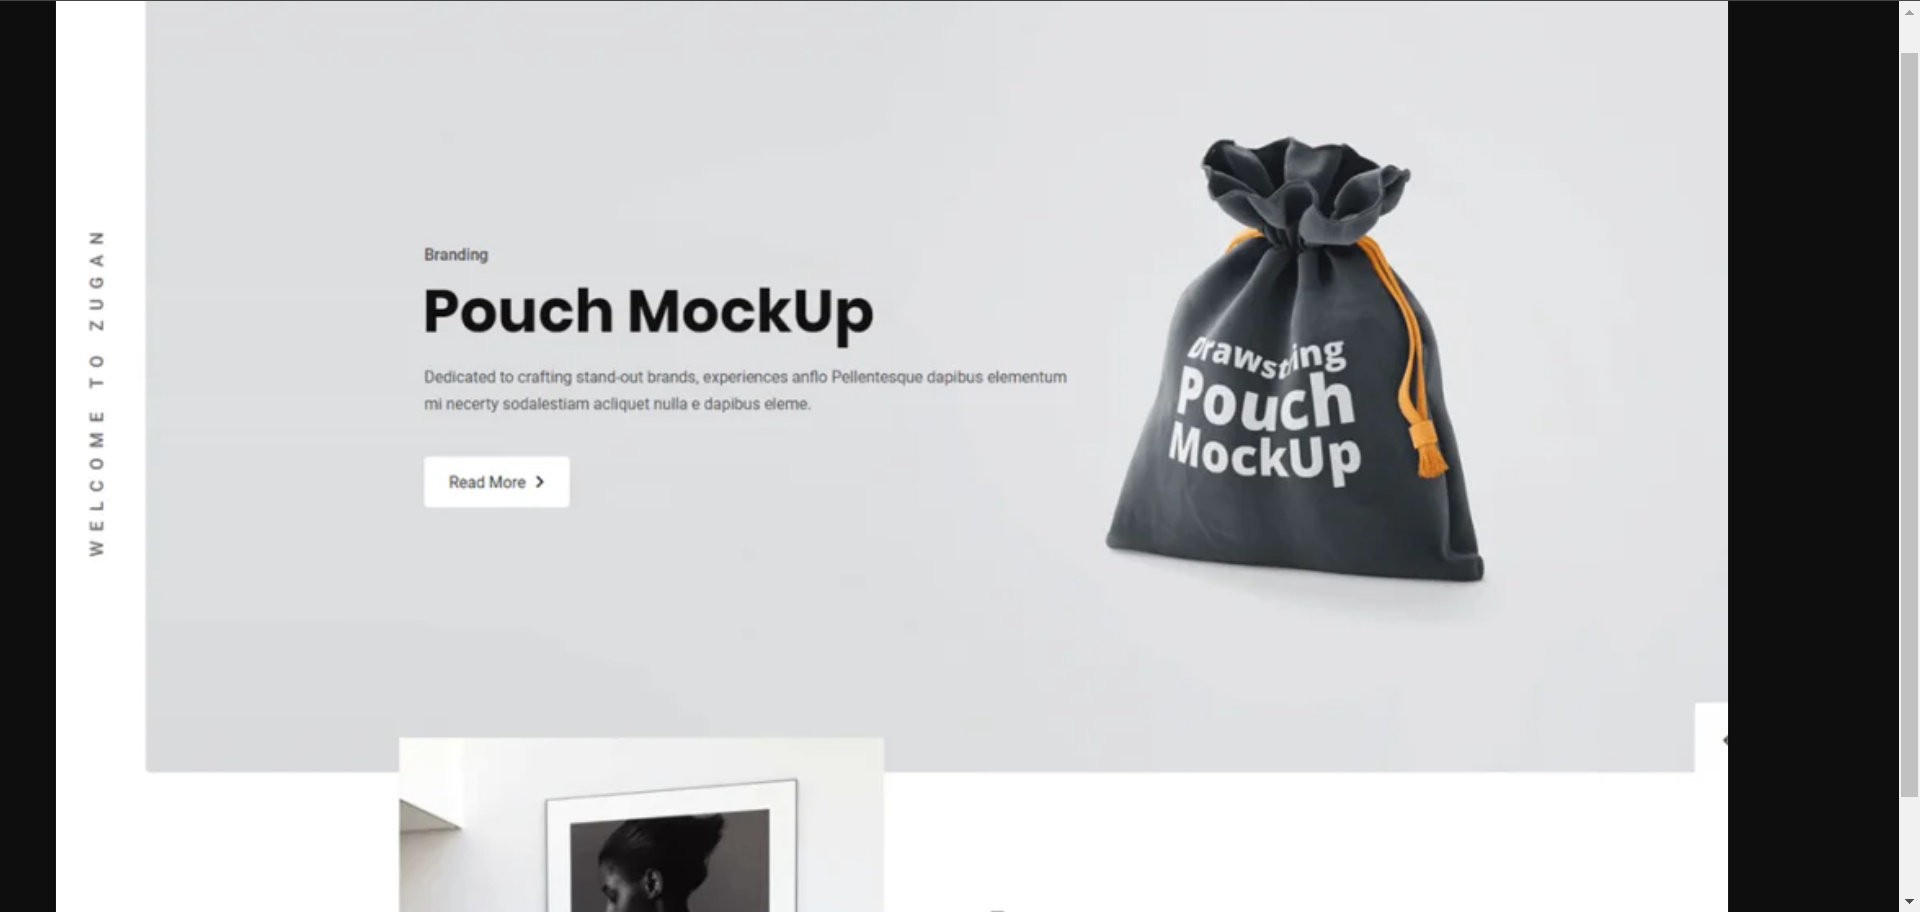 WELCOME TO ZUGAN
Branding
Pouch MockUp
Dedicated to crafting stand-out brands, experiences anflo Pellentesque dapibus elementum
mi necerty sodalestiam acliquet nulla e dapibus eleme.
Read More
Drawstring
Pouch
MockUp